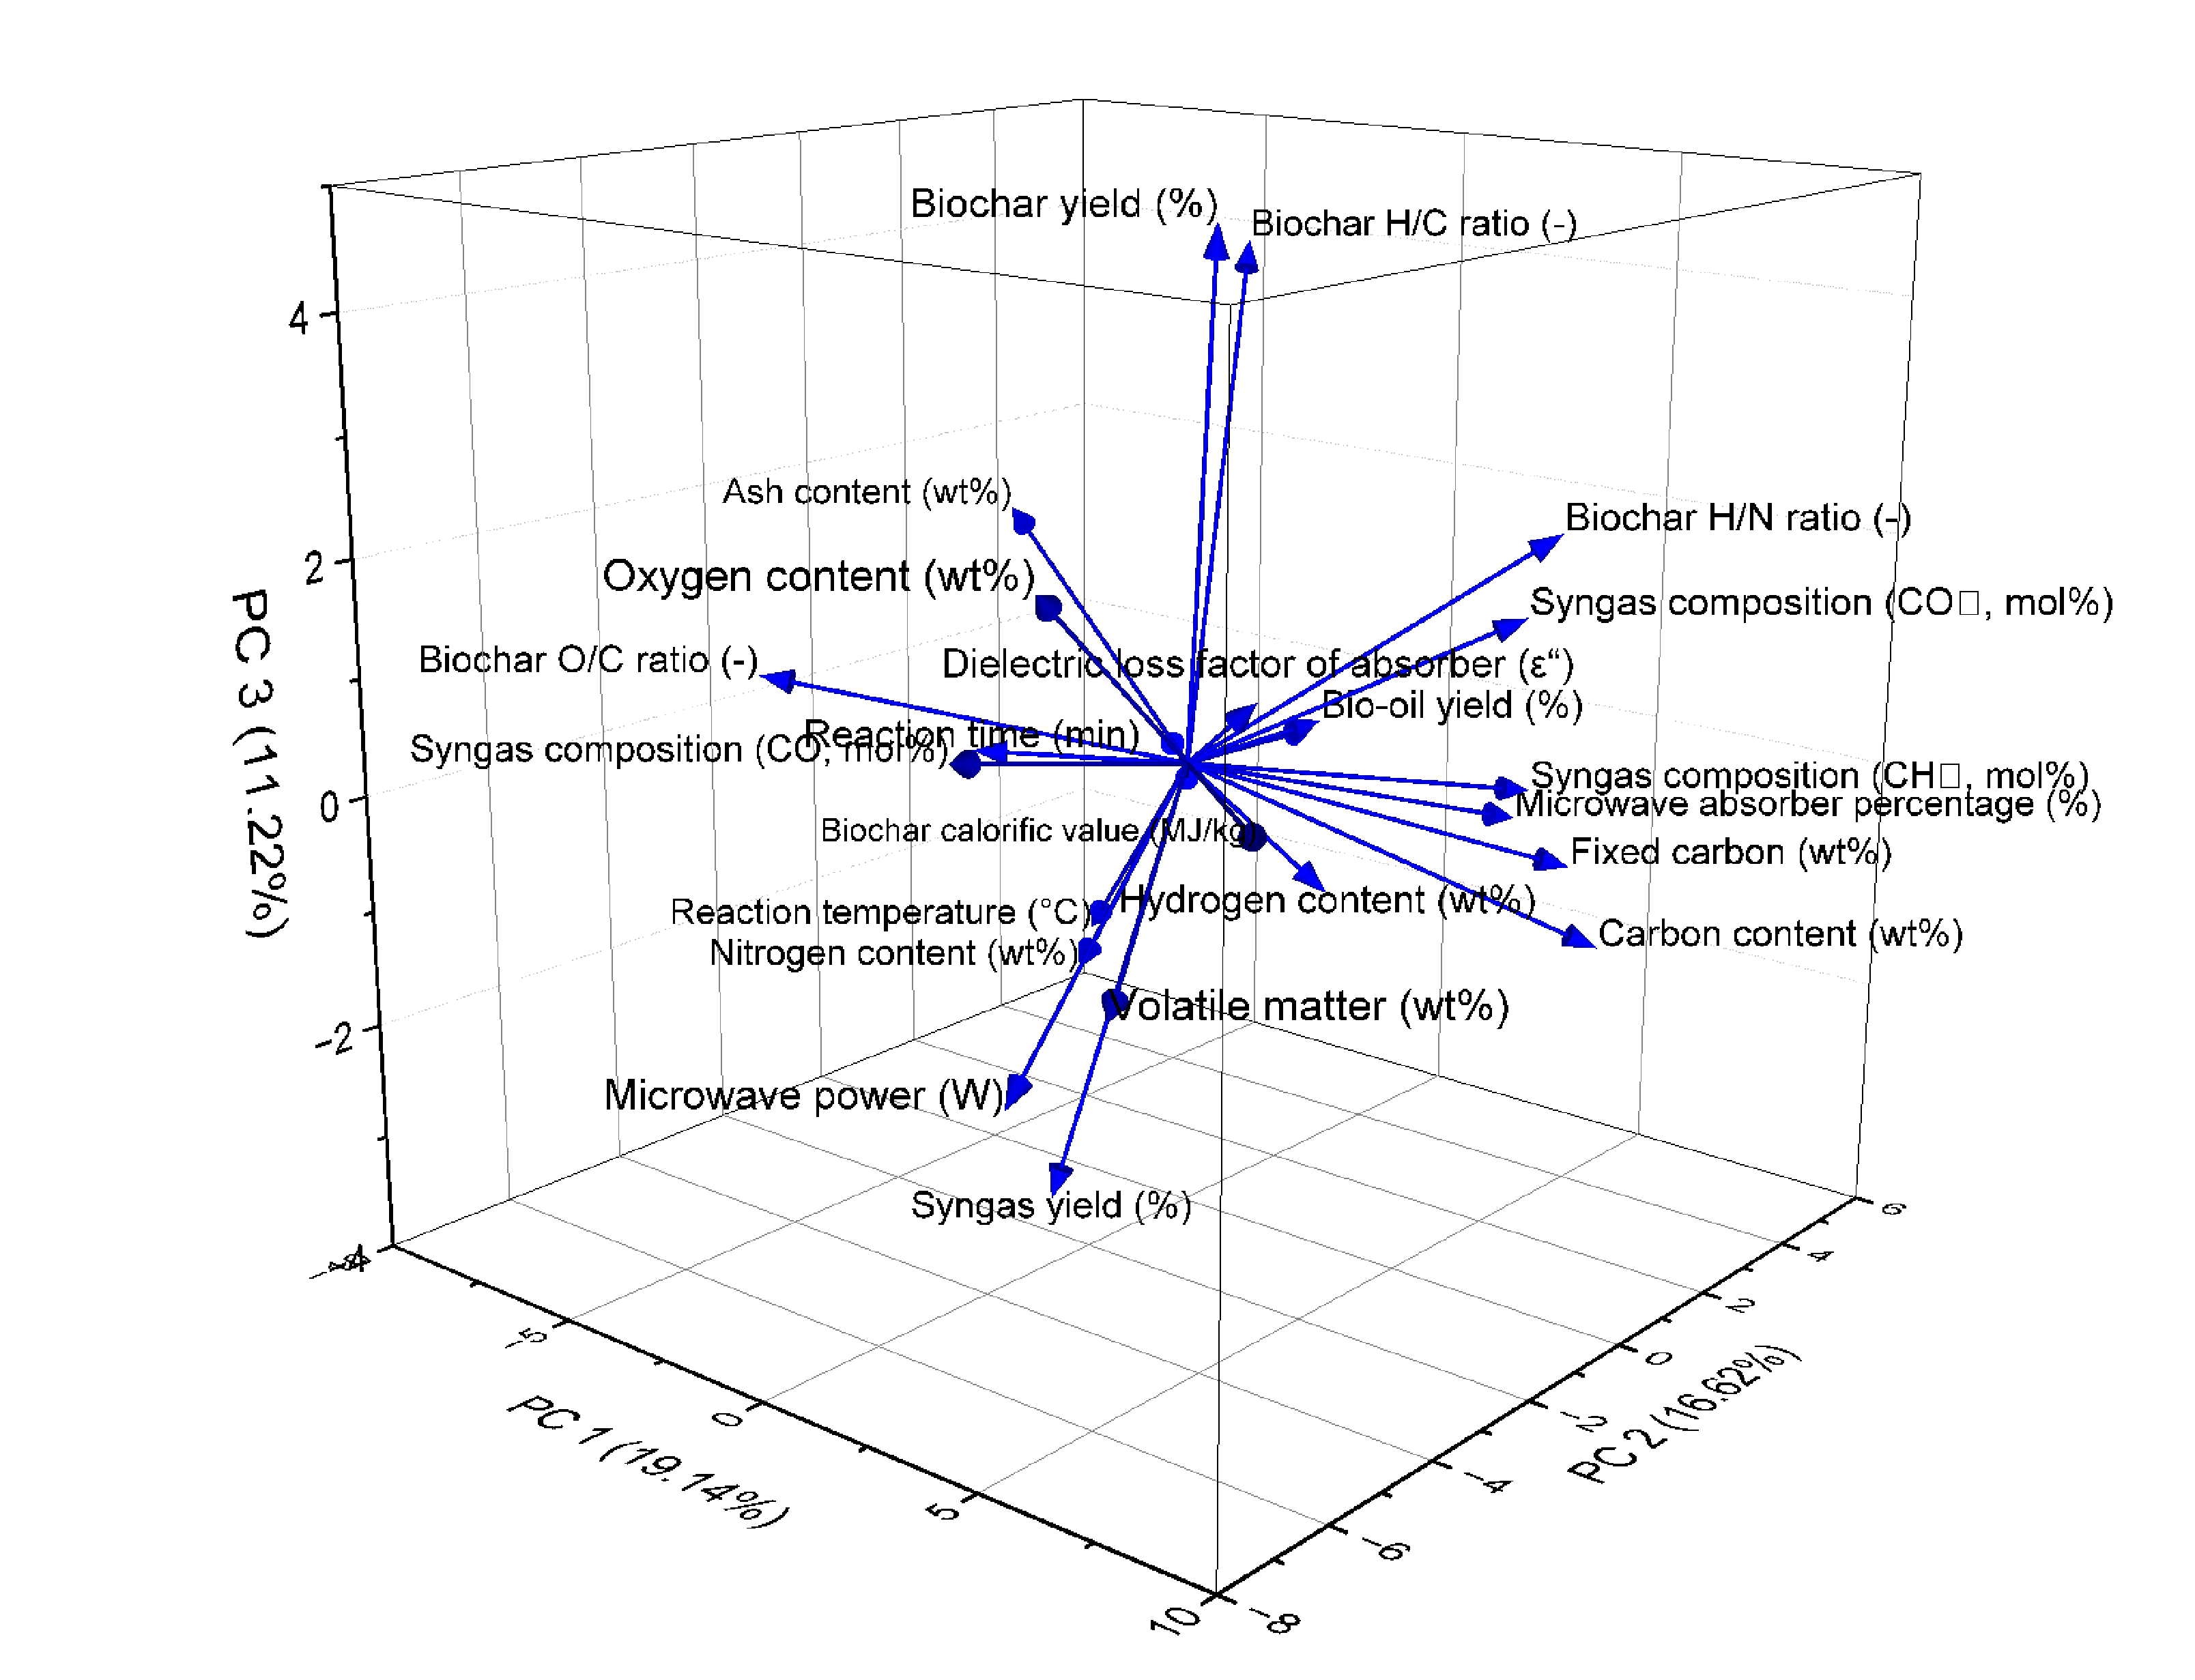 Biochar yield (%)
Biochar H/C ratio (-)
4
Ash content (wt%)
Biochar H/N ratio (-)
Oxygen content (wt%)
2
Syngas composition (CO□, mol%)
Biochar O/C ratio (-)
Dielectric loss factor of absorber (ε“)
Bio-oil yield (%)
Reaction time (min)
Syngas composition (CO, mol%)
PC 3 (11.22%)
0
Syngas composition (CH□, mol%)
Microwave absorber percentage (%)
Biochar calorific value (MJ/kg)
Fixed carbon (wt%)
Hydrogen content (wt%)
Reaction temperature (°C)
Carbon content (wt%)
Nitrogen content (wt%)
Volatile matter (wt%)
-2
Microwave power (W)
Syngas yield (%)
6
4
-4
2
-5
0
PC 2 (16.62%)
0
-2
PC 1 (19.14%)
-4
5
-6
10
-8